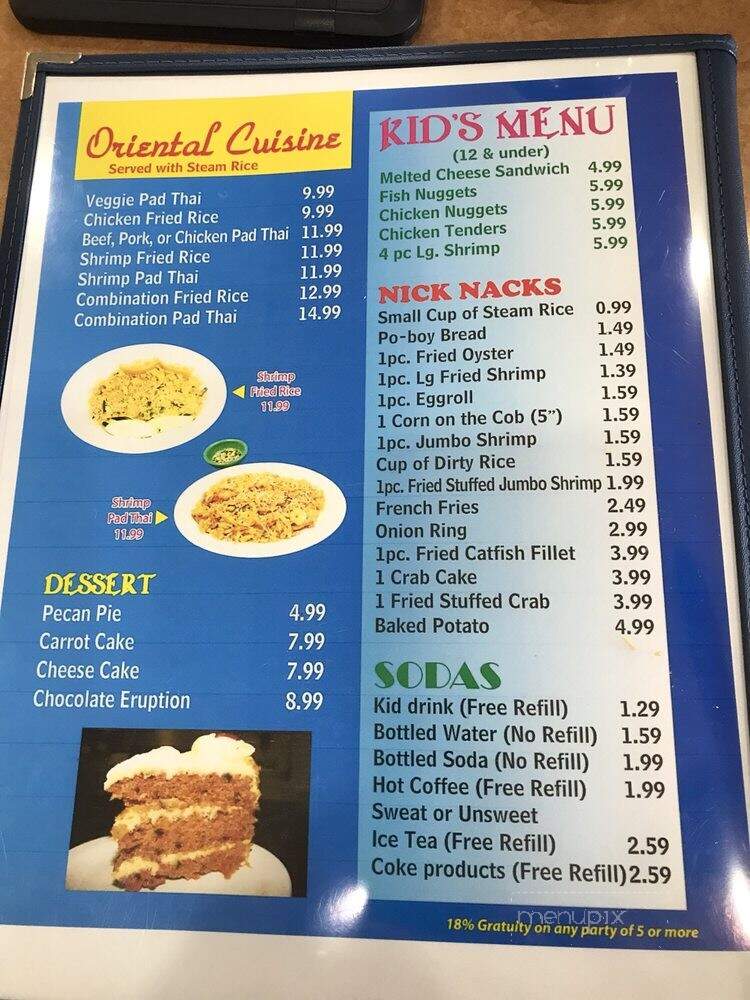 Oriental Cuisine
Served with Steam Rice
Veggie Pad Thai 9.99
Chicken Fried Rice 9.99
Beef, Pork, or Chicken Pad Thai 11.99
Shrimp Fried Rice 11.99
Shrimp Pad Thai 11.99
Combination Fried Rice 12.99
Combination Pad Thai 14.99
Shrimp
Fried Rice
11.99
Shrimp
Pad Thai
11.99
DESSERT
Pecan Pie 4.99
Carrot Cake 7.99
Cheese Cake 7.99
Chocolate Eruption 8.99
KID'S MENU
(12 & under)
Melted Cheese Sandwich 4.99
Fish Nuggets 5.99
Chicken Nuggets 5.99
Chicken Tenders 5.99
4 pc Lg. Shrimp 5.99
NICK NACKS
Small Cup of Steam Rice 0.99
Po-boy Bread 1.49
1pc. Fried Oyster 1.49
1pc. Lg Fried Shrimp 1.39
1pc. Eggroll 1.59
1 Corn on the Cob (5") 1.59
1pc. Jumbo Shrimp 1.59
Cup of Dirty Rice 1.59
1pc. Fried Stuffed Jumbo Shrimp 1.99
French Fries 2.49
Onion Ring 2.99
1pc. Fried Catfish Fillet 3.99
1 Crab Cake 3.99
1 Fried Stuffed Crab 3.99
Baked Potato 4.99
SODAS
Kid drink (Free Refill) 1.29
Bottled Water (No Refill) 1.59
Bottled Soda (No Refill) 1.99
Hot Coffee (Free Refill) 1.99
Sweat or Unsweet
Ice Tea (Free Refill) 2.59
Coke products (Free Refill) 2.59
menupix
18% Gratuity on any party of 5 or more